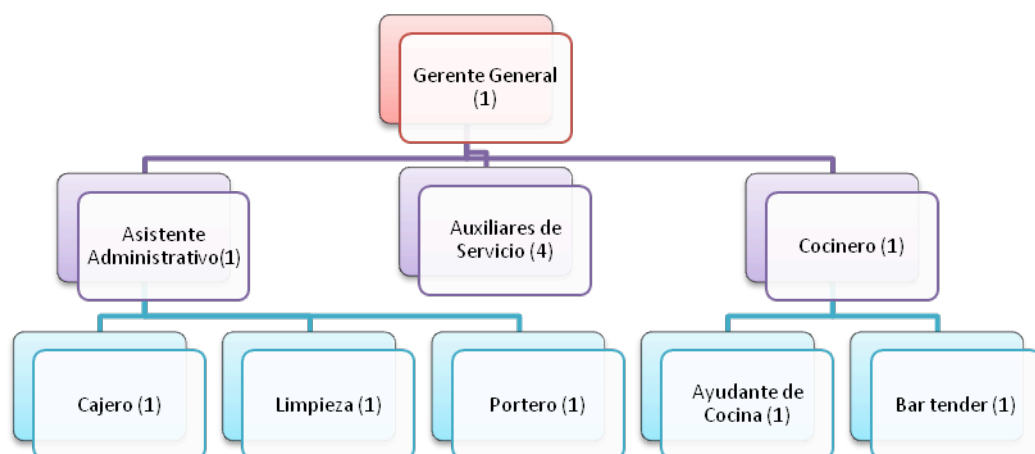 Gerente General
(1)
Asistente
Administrativo(1)
Auxiliares de
Servicio (4)
Cocinero (1)
Cajero (1)
Limpieza (1)
Portero (1)
Ayudante de
Cocina (1)
Bar tender (1)